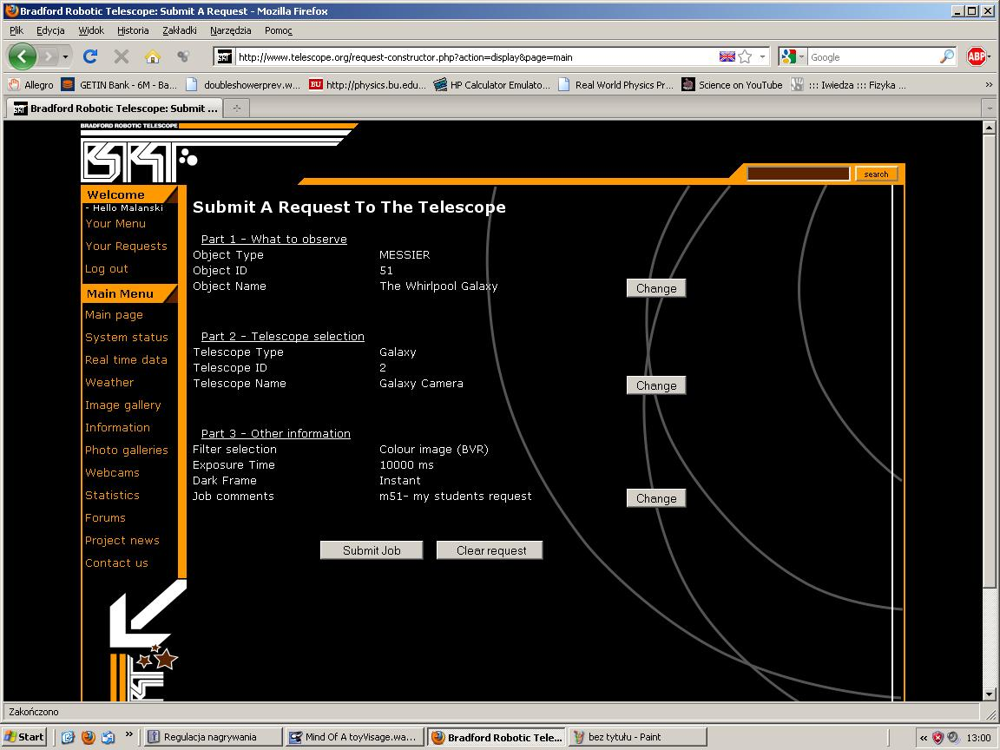 Bradford Robotic Telescope: Submit A Request - Mozilla Firefox
Plik Edycja Widok Historia Zakładki Narzędzia Pomoc
http://www.telescope.org/request-constructor.php?action=display&page=main
Google
ABP
Allegro GETIN Bank - 6M - Ba... doubleshowerprev.w... BU http://physics.bu.edu... HP Calculator Emulato... Real World Physics Pr... Science on YouTube ::: Iwiedza ::: Fizyka ... »
Bradford Robotic Telescope: Submit ...
BRADFORD ROBOTIC TELESCOPE
BRT
search
Welcome
- Hello Malanski
Your Menu
Your Requests
Log out
Main Menu
Main page
System status
Real time data
Weather
Image gallery
Information
Photo galleries
Webcams
Statistics
Forums
Project news
Contact us
Submit A Request To The Telescope
Part 1 - What to observe
Object Type MESSIER
Object ID 51
Object Name The Whirlpool Galaxy
Change
Part 2 - Telescope selection
Telescope Type Galaxy
Telescope ID 2
Telescope Name Galaxy Camera
Change
Part 3 - Other information
Filter selection Colour image (BVR)
Exposure Time 10000 ms
Dark Frame Instant
Job comments m51- my students request
Change
Submit Job Clear request
Zakończono
Start » Regulacja nagrywania Mind Of A toyVisage.wa... Bradford Robotic Tele... bez tytułu - Paint « 13:00